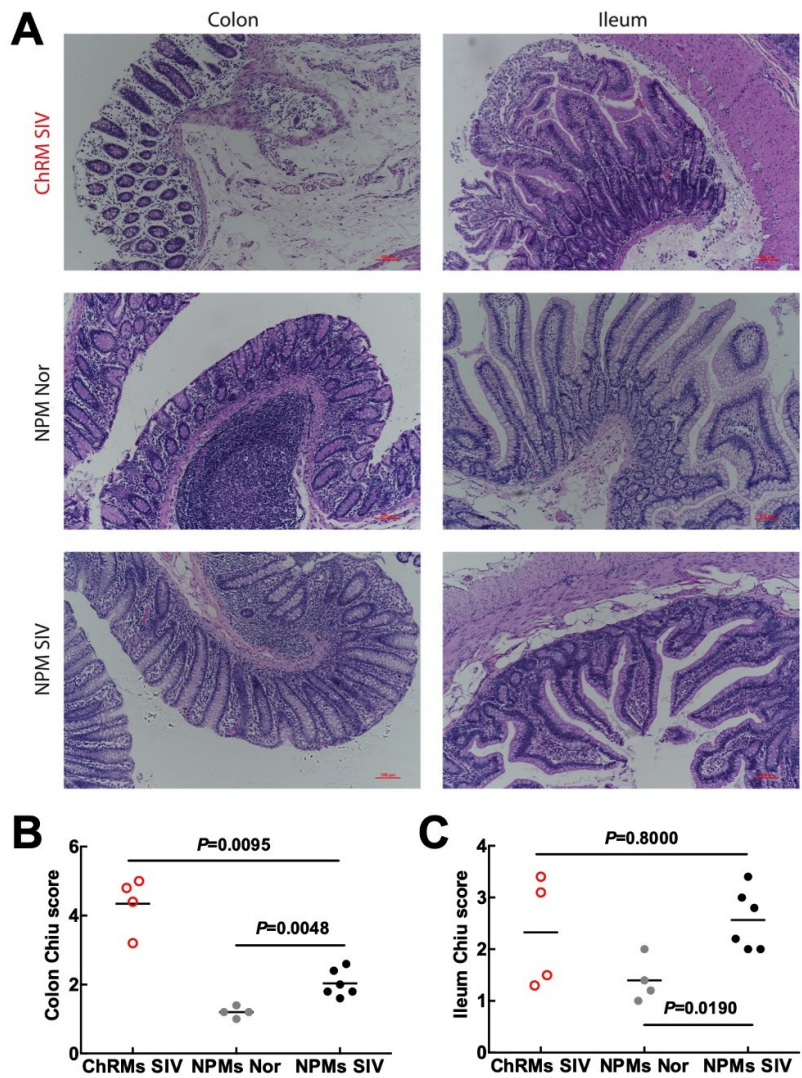 A
Colon
Ileum
ChRM SIV
NPM Nor
NPM SIV
100 μm
B
Colon Chiu score
6
4
2
0
P=0.0095
P=0.0048
ChRMs SIV
NPMs Nor
NPMs SIV
C
Ileum Chiu score
4
3
2
1
0
P=0.8000
P=0.0190
ChRMs SIV
NPMs Nor
NPMs SIV